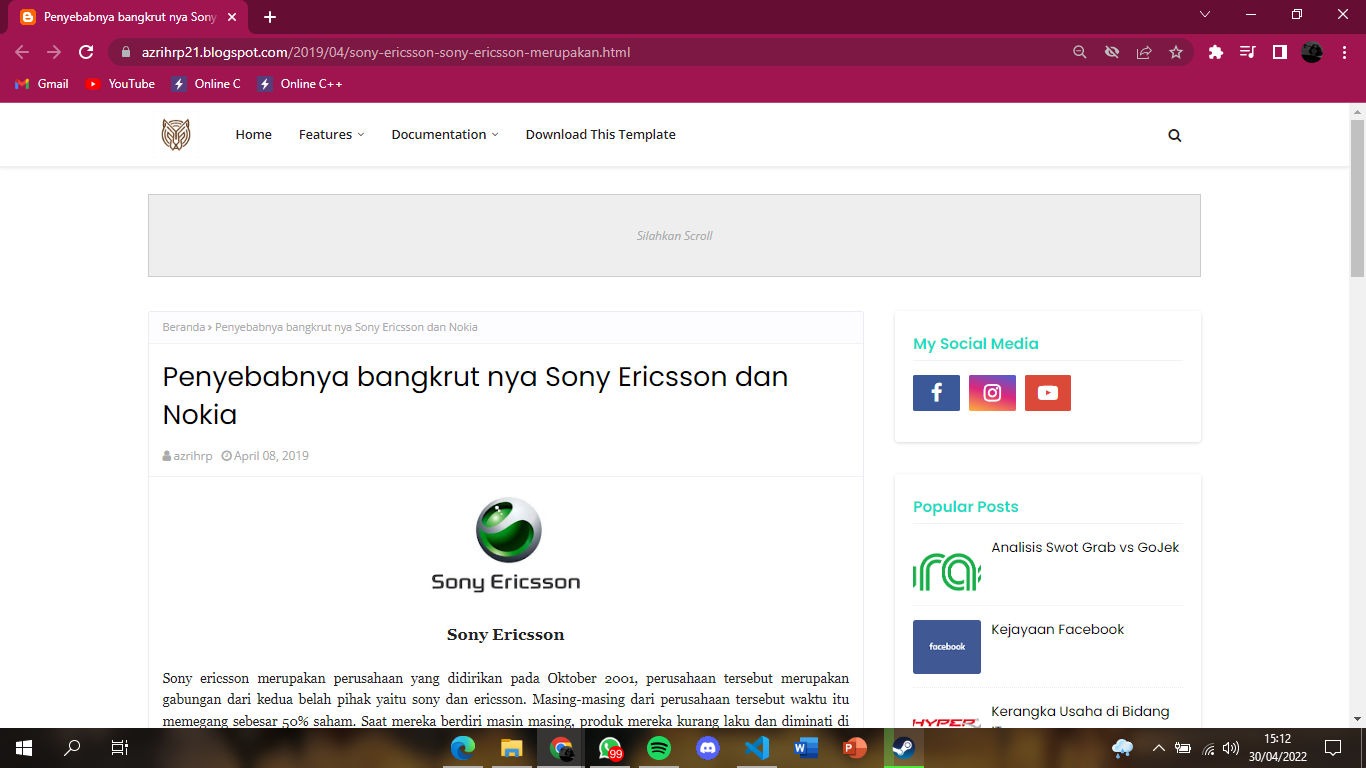 Penyebabnya bangkrut nya Sony
azrihrp21.blogspot.com/2019/04/sony-ericsson-sony-ericsson-merupakan.html
Gmail YouTube Online C Online C++
Home Features Documentation Download This Template
Silahkan Scroll
Beranda › Penyebabnya bangkrut nya Sony Ericsson dan Nokia
Penyebabnya bangkrut nya Sony Ericsson dan
Nokia
azrihrp April 08, 2019
Sony Ericsson
Sony Ericsson
Sony ericsson merupakan perusahaan yang didirikan pada Oktober 2001, perusahaan tersebut merupakan
gabungan dari kedua belah pihak yaitu sony dan ericsson. Masing-masing dari perusahaan tersebut waktu itu
memegang sebesar 50% saham. Saat mereka berdiri masin masing, produk mereka kurang laku dan diminati di
My Social Media
Popular Posts
Analisis Swot Grab vs GoJek
facebook
Kejayaan Facebook
HYPER
Kerangka Usaha di Bidang
99
15:12
30/04/2022